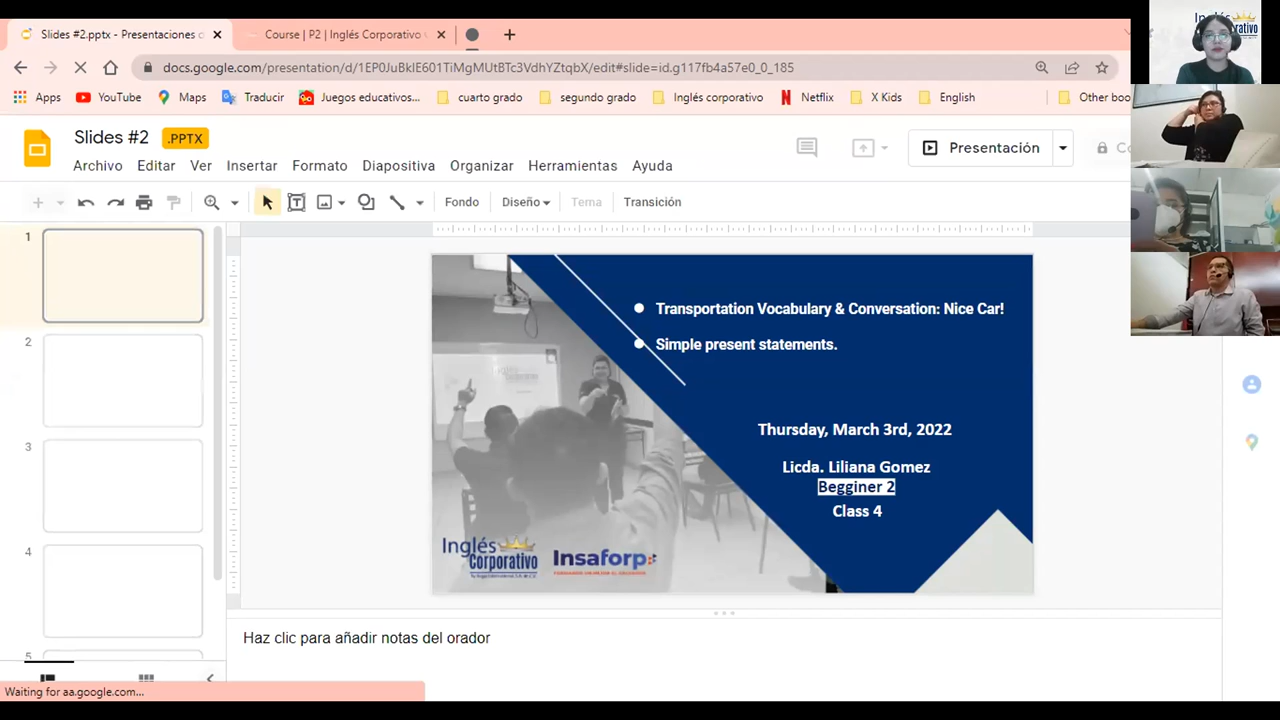 Slides #2.pptx - Presentaciones c
Course | P2 | Inglés Corporativo
docs.google.com/presentation/d/1EP0JuBklE601TiMgMUtBTc3VdhYZtqbX/edit#slide=id.g117fb4a57e0_0_185
Apps YouTube Maps Traducir Juegos educativos... cuarto grado segundo grado Inglés corporativo Netflix X Kids English Other boo
Slides #2 .PPTX
Presentación
Archivo Editar Ver Insertar Formato Diapositiva Organizar Herramientas Ayuda
Fondo Diseño Tema Transición
1
2
3
4
5
Transportation Vocabulary & Conversation: Nice Car!
Simple present statements.
Thursday, March 3rd, 2022
Licda. Liliana Gomez
Begginer 2
Class 4
Inglés Corporativo
Insaforp
Haz clic para añadir notas del orador
Waiting for aa.google.com...